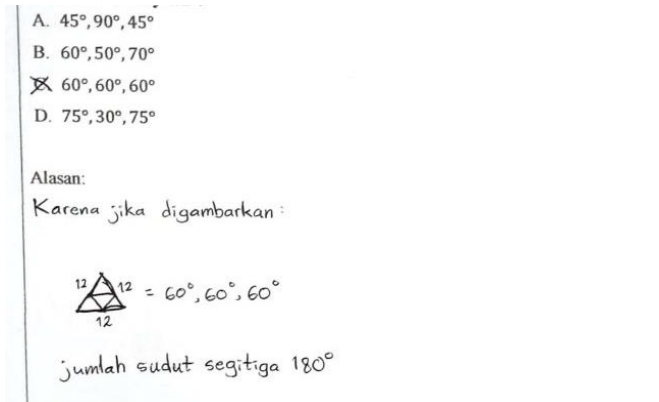 A. 45°, 90°, 45°
B. 60°, 50°, 70°
C. 60°, 60°, 60°
D. 75°, 30°, 75°
Alasan:
Karena jika digambarkan :
12 12 = 60°, 60°, 60°
12
jumlah sudut segitiga 180°